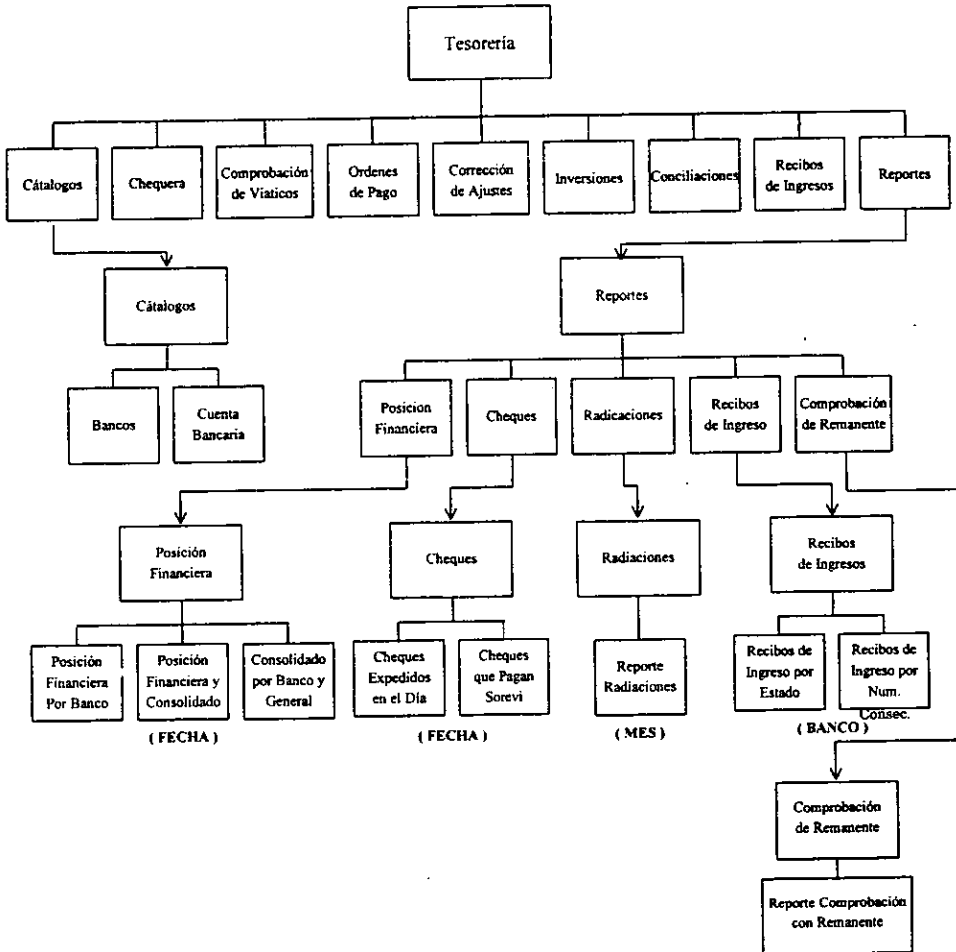 Tesorería
Cátalogos
Chequera
Comprobación
de Viaticos
Ordenes
de Pago
Corrección
de Ajustes
Inversiones
Conciliaciones
Recibos
de Ingresos
Reportes
Cátalogos
Reportes
Bancos
Cuenta
Bancaria
Posicion
Financiera
Cheques
Radicaciones
Recibos
de Ingreso
Comprobación
de Remanente
Posición
Financiera
Cheques
Radiaciones
Recibos
de Ingresos
Posición
Financiera
Por Banco
Posición
Financiera y
Consolidado
Consolidado
por Banco y
General
Cheques
Expedidos
en el Día
Cheques
que Pagan
Sorevi
Reporte
Radiaciones
Recibos de
Ingreso por
Estado
Recibos de
Ingreso por
Num.
Consec.
( FECHA )
( FECHA )
( MES )
( BANCO )
Comprobación
de Remanente
Reporte Comprobación
con Remanente